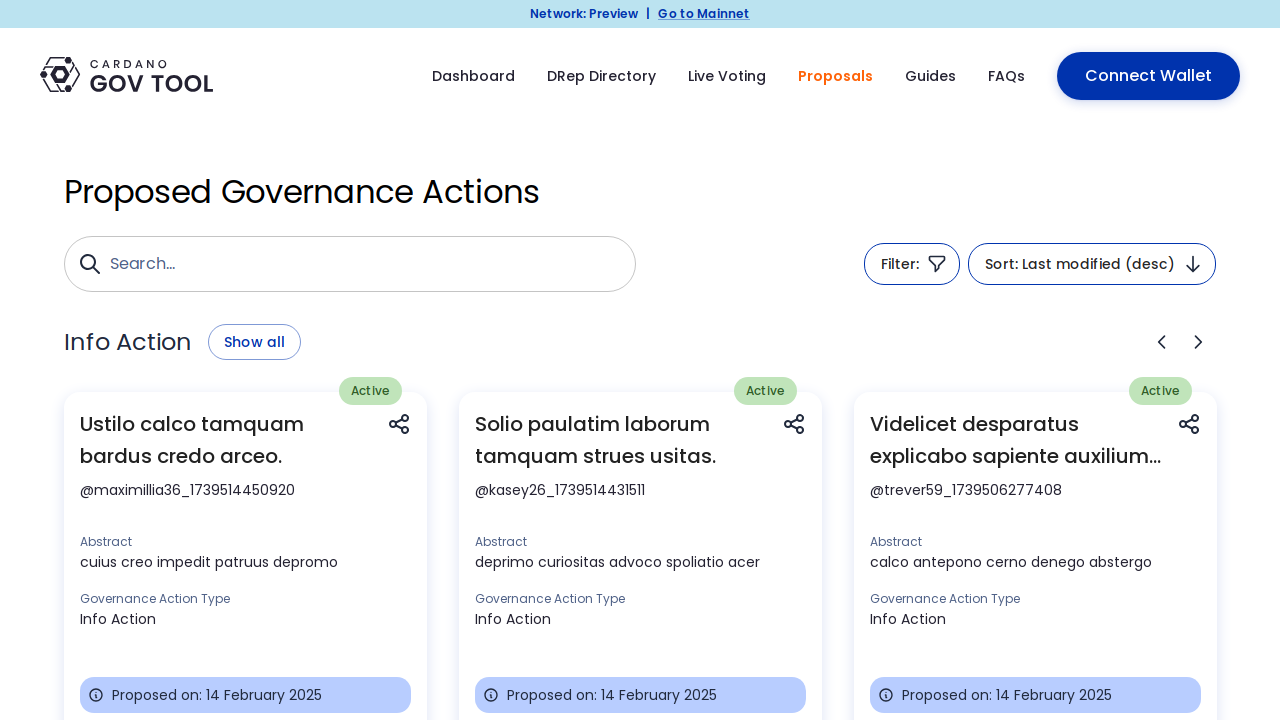 Network: Preview | Go to Mainnet
CARDANO
GOV TOOL
Dashboard
DRep Directory
Live Voting
Proposals
Guides
FAQs
Connect Wallet
Proposed Governance Actions
Search...
Filter:
Sort: Last modified (desc)
Info Action
Show all
Active
Ustilo calco tamquam
bardus credo arceo.
@maximillia36_1739514450920
Abstract
cuius creo impedit patruus depromo
Governance Action Type
Info Action
Proposed on: 14 February 2025
Active
Solio paulatim laborum
tamquam strues usitas.
@kasey26_1739514431511
Abstract
deprimo curiositas advoco spoliatio acer
Governance Action Type
Info Action
Proposed on: 14 February 2025
Active
Videlicet desparatus
explicabo sapiente auxilium...
@trever59_1739506277408
Abstract
calco antepono cerno denego abstergo
Governance Action Type
Info Action
Proposed on: 14 February 2025